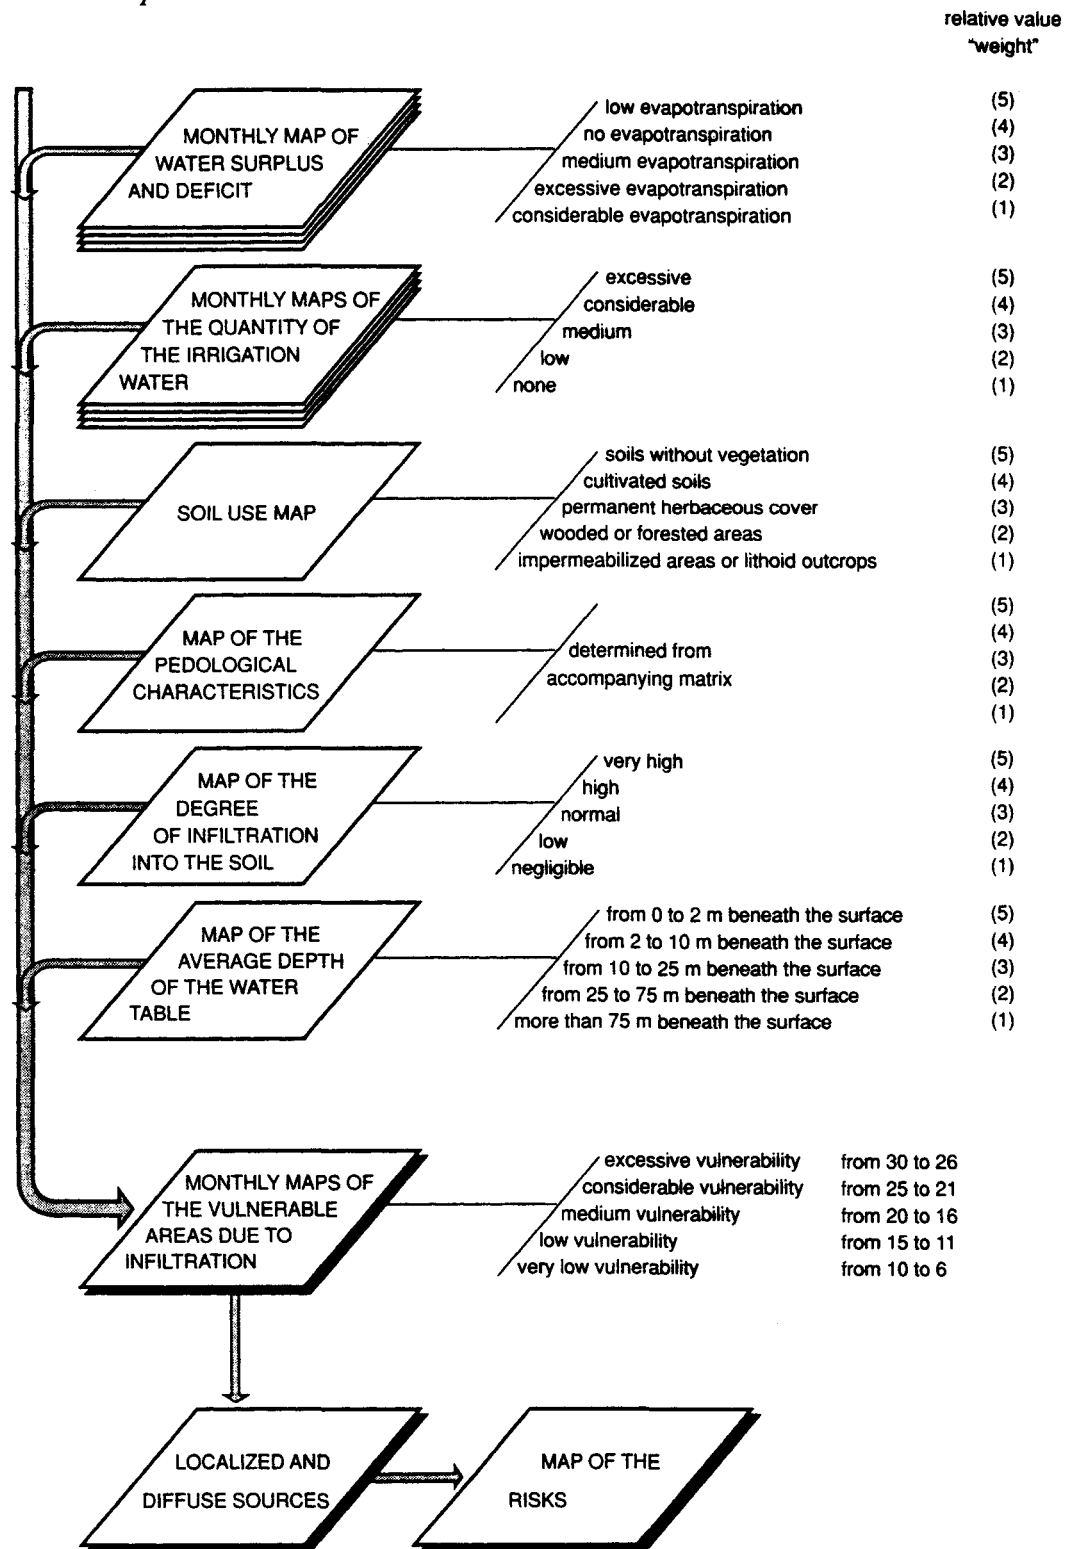 relative value
"weight"
MONTHLY MAP OF
WATER SURPLUS
AND DEFICIT
low evapotranspiration (5)
no evapotranspiration (4)
medium evapotranspiration (3)
excessive evapotranspiration (2)
considerable evapotranspiration (1)
MONTHLY MAPS OF
THE QUANTITY OF
THE IRRIGATION
WATER
excessive (5)
considerable (4)
medium (3)
low (2)
none (1)
SOIL USE MAP
soils without vegetation (5)
cultivated soils (4)
permanent herbaceous cover (3)
wooded or forested areas (2)
impermeabilized areas or lithoid outcrops (1)
MAP OF THE
PEDOLOGICAL
CHARACTERISTICS
(5)
(4)
determined from (3)
accompanying matrix (2)
(1)
MAP OF THE
DEGREE
OF INFILTRATION
INTO THE SOIL
very high (5)
high (4)
normal (3)
low (2)
negligible (1)
MAP OF THE
AVERAGE DEPTH
OF THE WATER
TABLE
from 0 to 2 m beneath the surface (5)
from 2 to 10 m beneath the surface (4)
from 10 to 25 m beneath the surface (3)
from 25 to 75 m beneath the surface (2)
more than 75 m beneath the surface (1)
MONTHLY MAPS OF
THE VULNERABLE
AREAS DUE TO
INFILTRATION
excessive vulnerability from 30 to 26
considerable vulnerability from 25 to 21
medium vulnerability from 20 to 16
low vulnerability from 15 to 11
very low vulnerability from 10 to 6
LOCALIZED AND
DIFFUSE SOURCES
MAP OF THE
RISKS